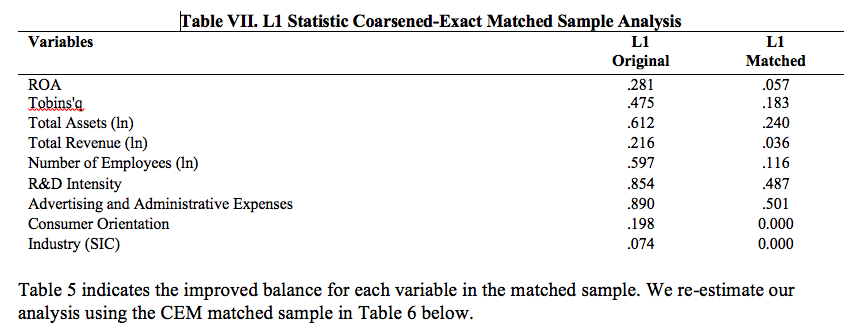 Table VII. L1 Statistic Coarsened-Exact Matched Sample Analysis
Variables L1 L1
Original Matched
ROA .281 .057
Tobins'q .475 .183
Total Assets (ln) .612 .240
Total Revenue (ln) .216 .036
Number of Employees (ln) .597 .116
R&D Intensity .854 .487
Advertising and Administrative Expenses .890 .501
Consumer Orientation .198 0.000
Industry (SIC) .074 0.000
Table 5 indicates the improved balance for each variable in the matched sample. We re-estimate our
analysis using the CEM matched sample in Table 6 below.